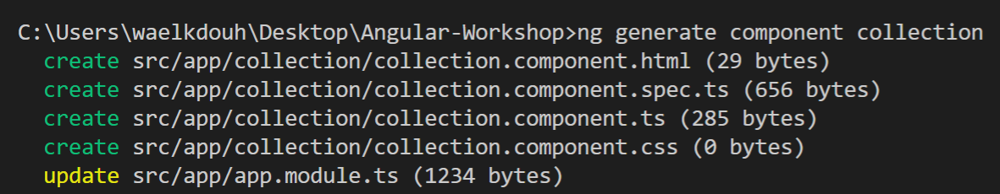 C:\Users\waelkdouh\Desktop\Angular-Workshop>ng generate component collection
create src/app/collection/collection.component.html (29 bytes)
create src/app/collection/collection.component.spec.ts (656 bytes)
create src/app/collection/collection.component.ts (285 bytes)
create src/app/collection/collection.component.css (0 bytes)
update src/app/app.module.ts (1234 bytes)